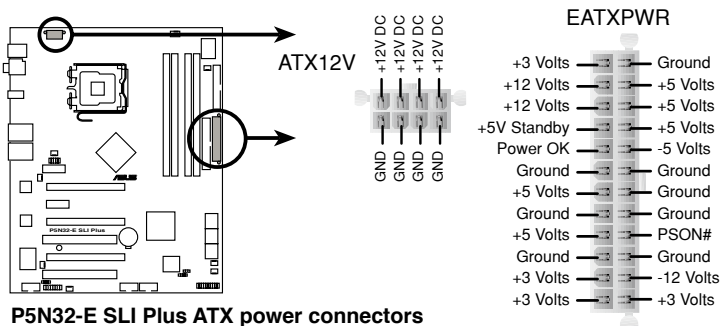 EATXPWR
ATX12V
+12V DC
+12V DC
+12V DC
+12V DC
GND
GND
GND
GND
+3 Volts
Ground
+12 Volts
+5 Volts
+12 Volts
+5 Volts
+5V Standby
+5 Volts
Power OK
-5 Volts
Ground
Ground
+5 Volts
Ground
Ground
Ground
+5 Volts
PSON#
Ground
Ground
+3 Volts
-12 Volts
+3 Volts
+3 Volts
ASUS
P5N32-E SLI Plus
P5N32-E SLI Plus ATX power connectors